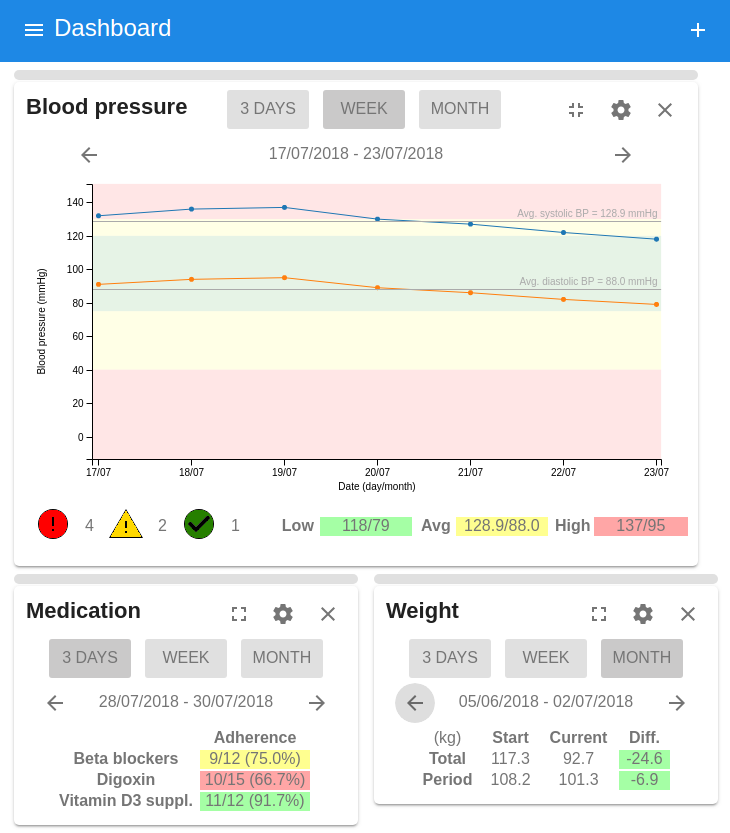 Dashboard
Blood pressure
3 DAYS WEEK MONTH
17/07/2018 - 23/07/2018
140
120
100
80
60
40
20
0
Blood pressure (mmHg)
Avg. systolic BP = 128.9 mmHg
Avg. diastolic BP = 88.0 mmHg
17/07 18/07 19/07 20/07 21/07 22/07 23/07
Date (day/month)
4 2 1 Low 118/79 Avg 128.9/88.0 High 137/95
Medication
3 DAYS WEEK MONTH
28/07/2018 - 30/07/2018
Adherence
Beta blockers 9/12 (75.0%)
Digoxin 10/15 (66.7%)
Vitamin D3 suppl. 11/12 (91.7%)
Weight
3 DAYS WEEK MONTH
05/06/2018 - 02/07/2018
(kg) Start Current Diff.
Total 117.3 92.7 -24.6
Period 108.2 101.3 -6.9